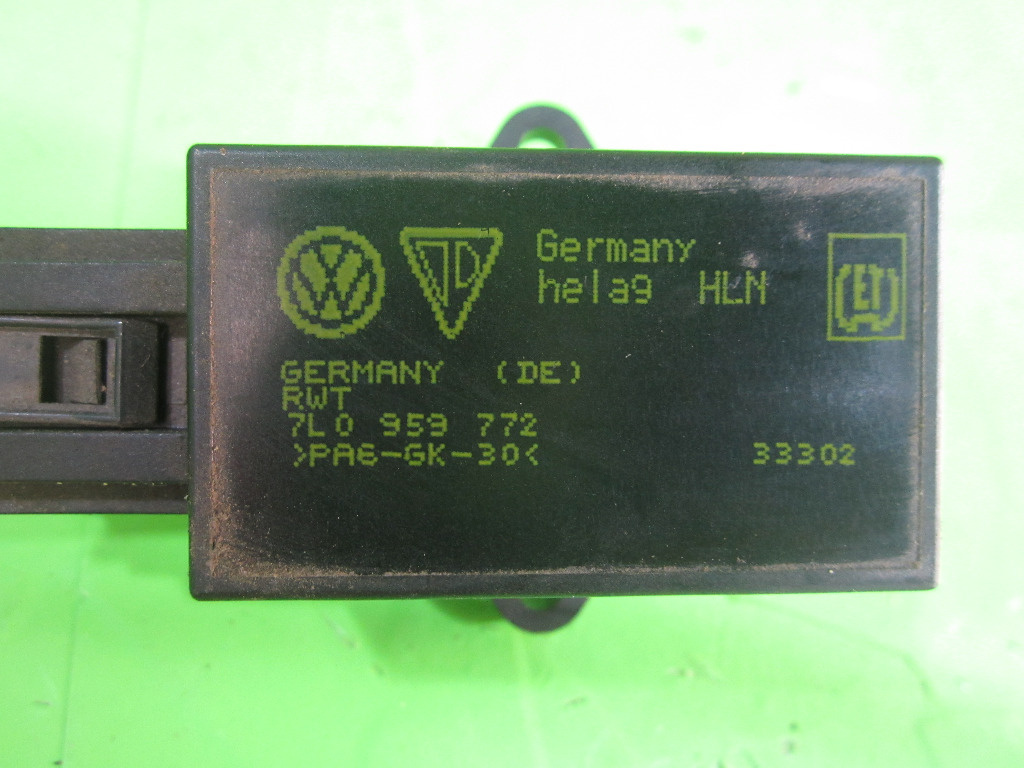 Germany
helag HLN
GERMANY (DE)
RWT
7L0 959 772
>PA6-GK-30< 33302